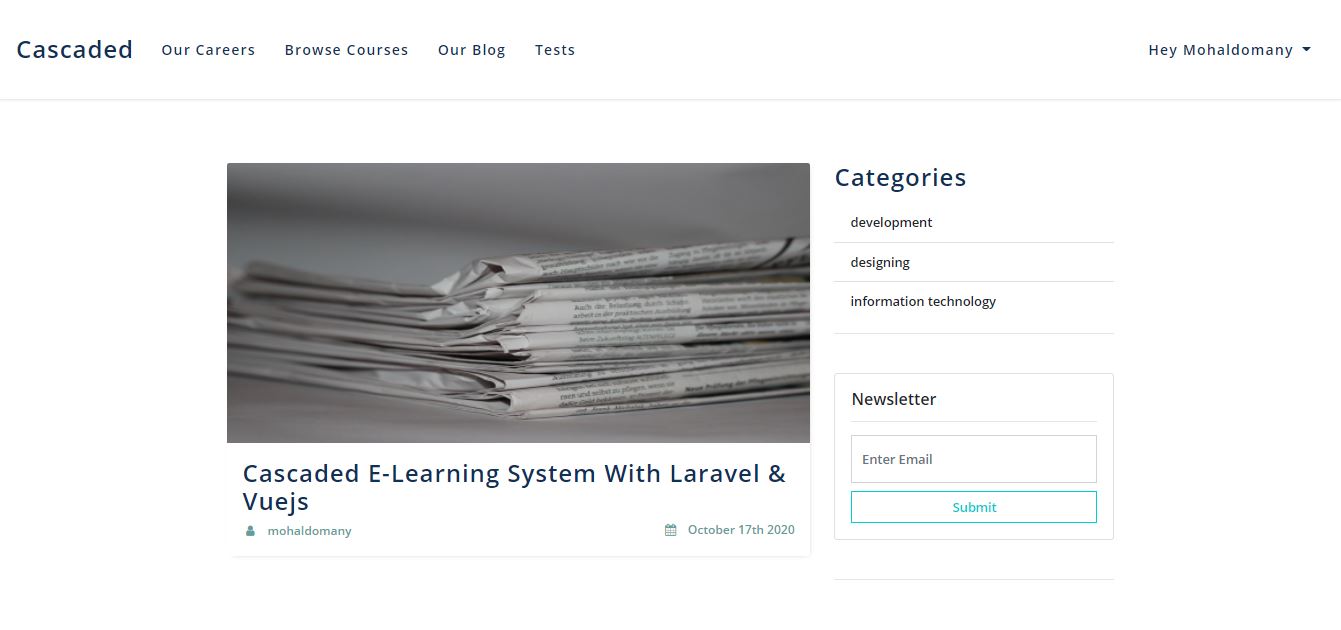 Cascaded Our Careers Browse Courses Our Blog Tests Hey Mohaldomany
Cascaded E-Learning System With Laravel &
Vuejs
mohaldomany October 17th 2020
Categories
development
designing
information technology
Newsletter
Enter Email
Submit